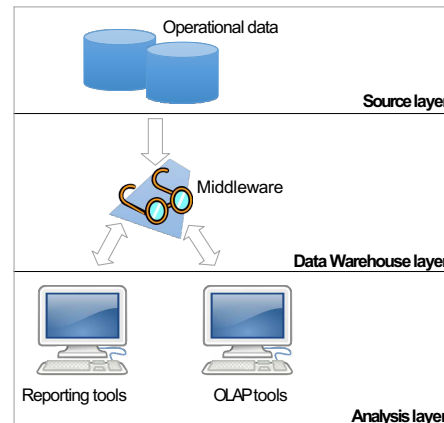 Operational data
Source layer
Middleware
Data Warehouse layer
Reporting tools
OLAP tools
Analysis layer